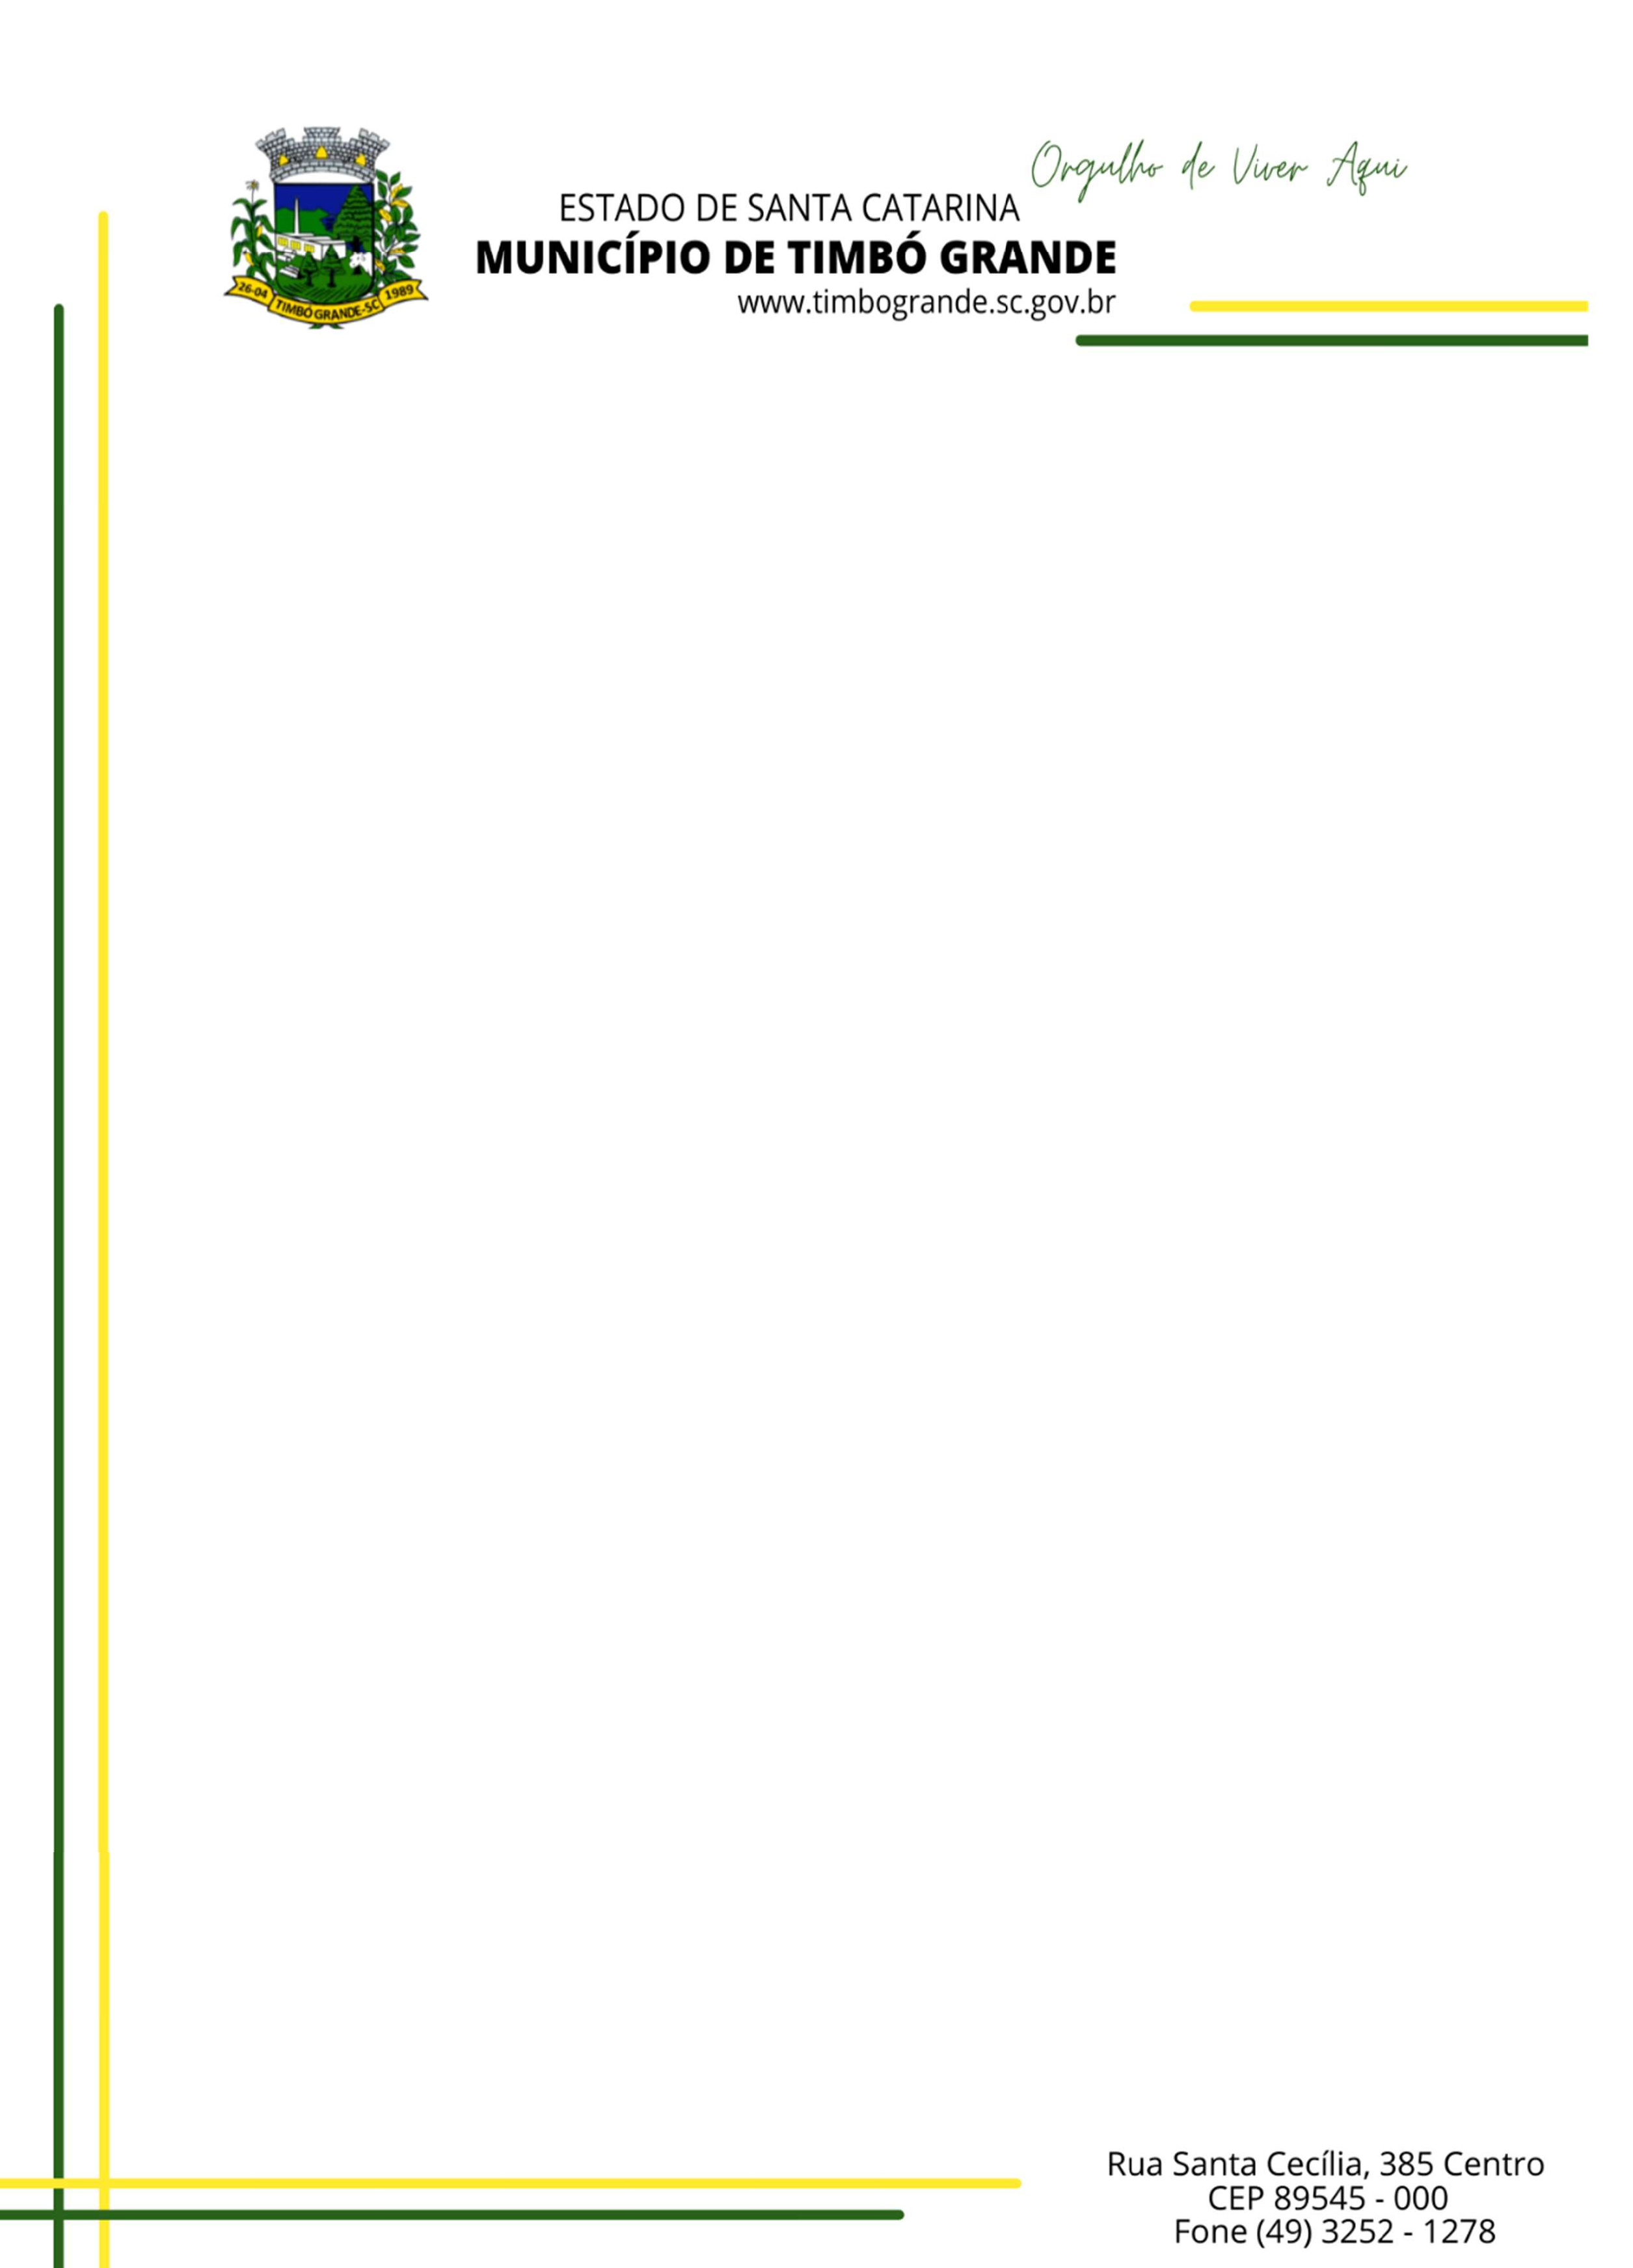 Orgulho de Viver Aqui
ESTADO DE SANTA CATARINA
MUNICÍPIO DE TIMBÓ GRANDE
www.timbogrande.sc.gov.br
26-04 TIMBÓ GRANDE-SC 1989
Rua Santa Cecília, 385 Centro
CEP 89545 - 000
Fone (49) 3252 - 1278